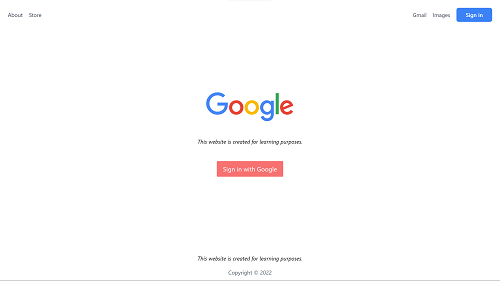 About Store Gmail Images Sign in
Google
This website is created for learning purposes.
Sign in with Google
This website is created for learning purposes.
Copyright © 2022